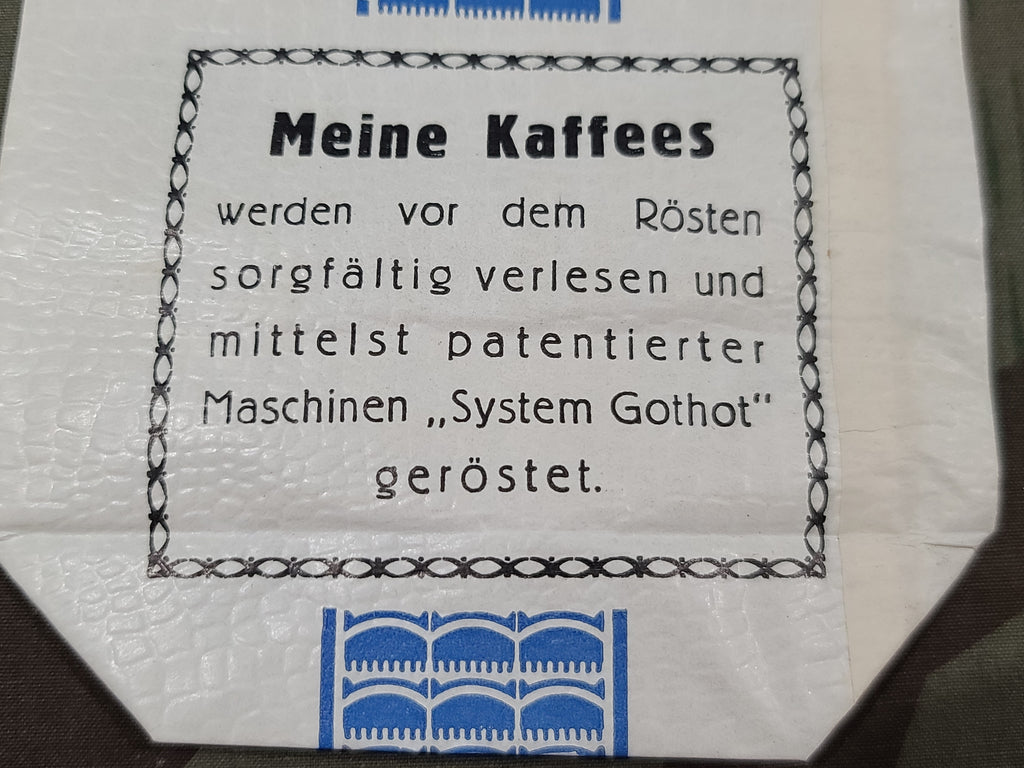 Meine Kaffees
werden vor dem Rösten
sorgfältig verlesen und
mittelst patentierter
Maschinen „System Gothot“
geröstet.